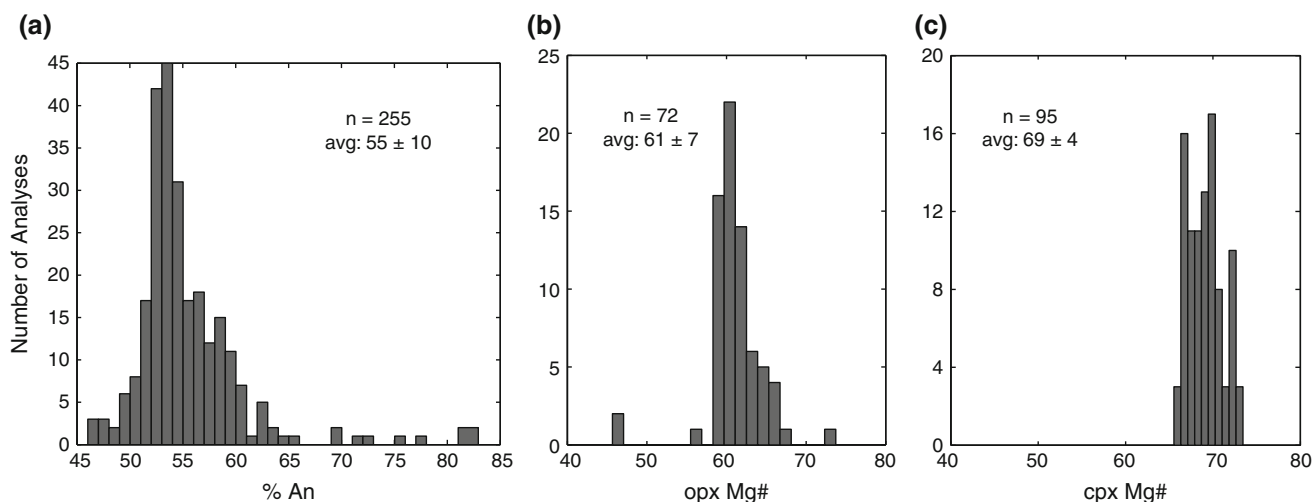 (a)
45
40
35
30
25
20
15
10
5
0
Number of Analyses
n = 255
avg: 55 ± 10
45 50 55 60 65 70 75 80 85
% An
(b)
25
20
15
10
5
0
n = 72
avg: 61 ± 7
40 50 60 70 80
opx Mg#
(c)
20
16
12
8
4
0
n = 95
avg: 69 ± 4
40 50 60 70 80
cpx Mg#